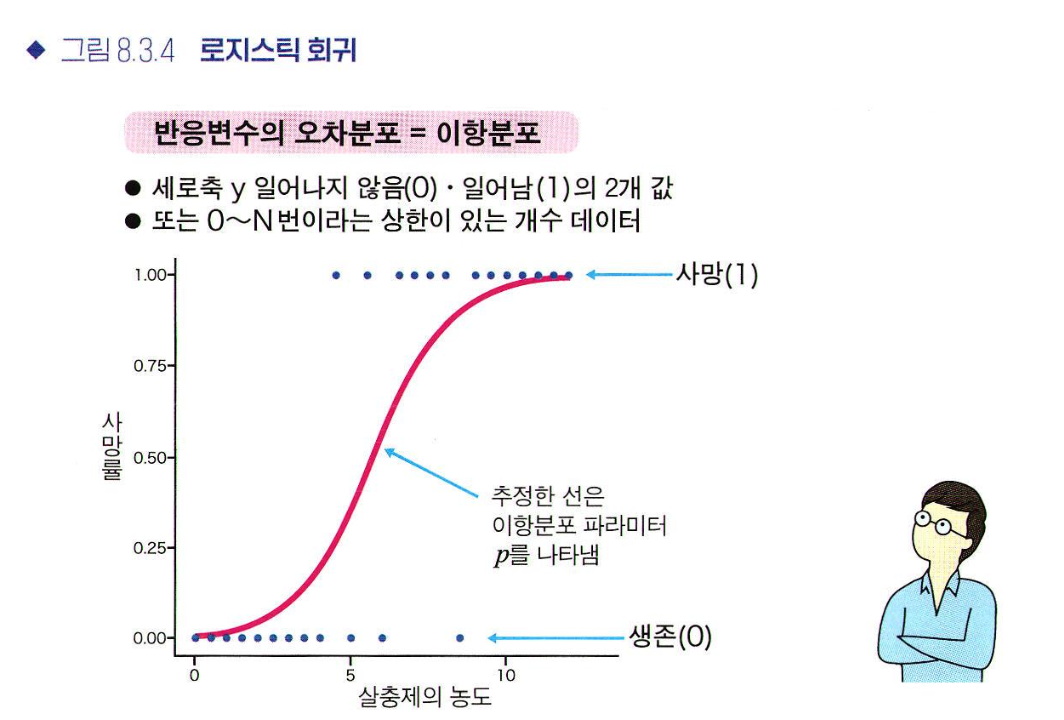 ◆ 그림 8.3.4 로지스틱 회귀
반응변수의 오차분포 = 이항분포
● 세로축 y 일어나지 않음(0)・일어남(1)의 2개 값
● 또는 0~N번이라는 상한이 있는 개수 데이터
1.00
사망(1)
0.75
사망률
0.50
추정한 선은
이항분포 파라미터
p를 나타냄
0.25
0.00
생존(0)
0 5 10
살충제의 농도